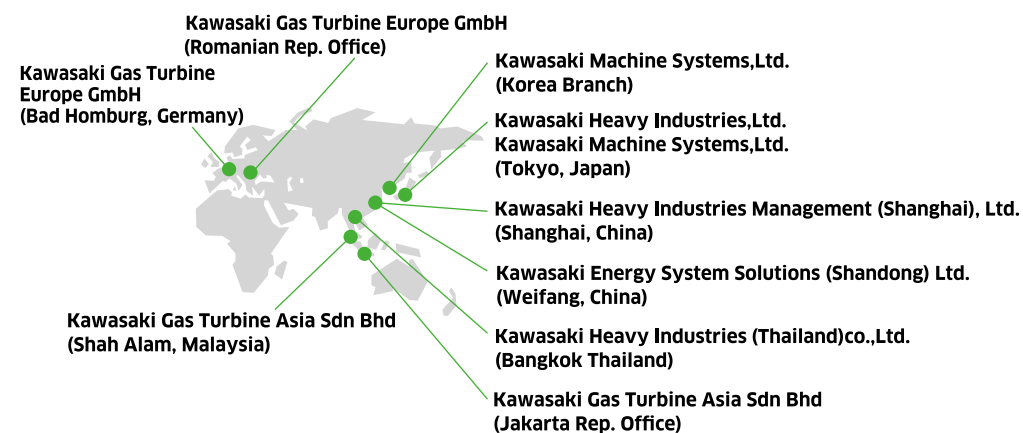 Kawasaki Gas Turbine Europe GmbH
(Romanian Rep. Office)
Kawasaki Gas Turbine
Europe GmbH
(Bad Homburg, Germany)
Kawasaki Machine Systems,Ltd.
(Korea Branch)
Kawasaki Heavy Industries,Ltd.
Kawasaki Machine Systems,Ltd.
(Tokyo, Japan)
Kawasaki Heavy Industries Management (Shanghai), Ltd.
(Shanghai, China)
Kawasaki Energy System Solutions (Shandong) Ltd.
(Weifang, China)
Kawasaki Gas Turbine Asia Sdn Bhd
(Shah Alam, Malaysia)
Kawasaki Heavy Industries (Thailand)co.,Ltd.
(Bangkok Thailand)
Kawasaki Gas Turbine Asia Sdn Bhd
(Jakarta Rep. Office)